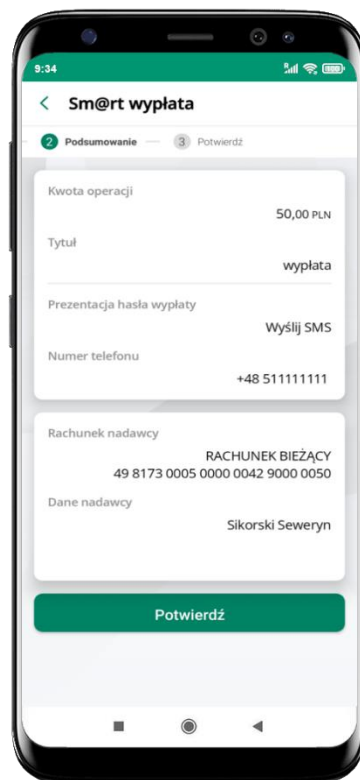 9:34
Sm@rt wypłata
2 Podsumowanie
3 Potwierdź
Kwota operacji
50,00 PLN
Tytuł
wypłata
Prezentacja hasła wypłaty
Wyślij SMS
Numer telefonu
+48 511111111
Rachunek nadawcy
RACHUNEK BIEŻĄCY
49 8173 0005 0000 0042 9000 0050
Dane nadawcy
Sikorski Seweryn
Potwierdź